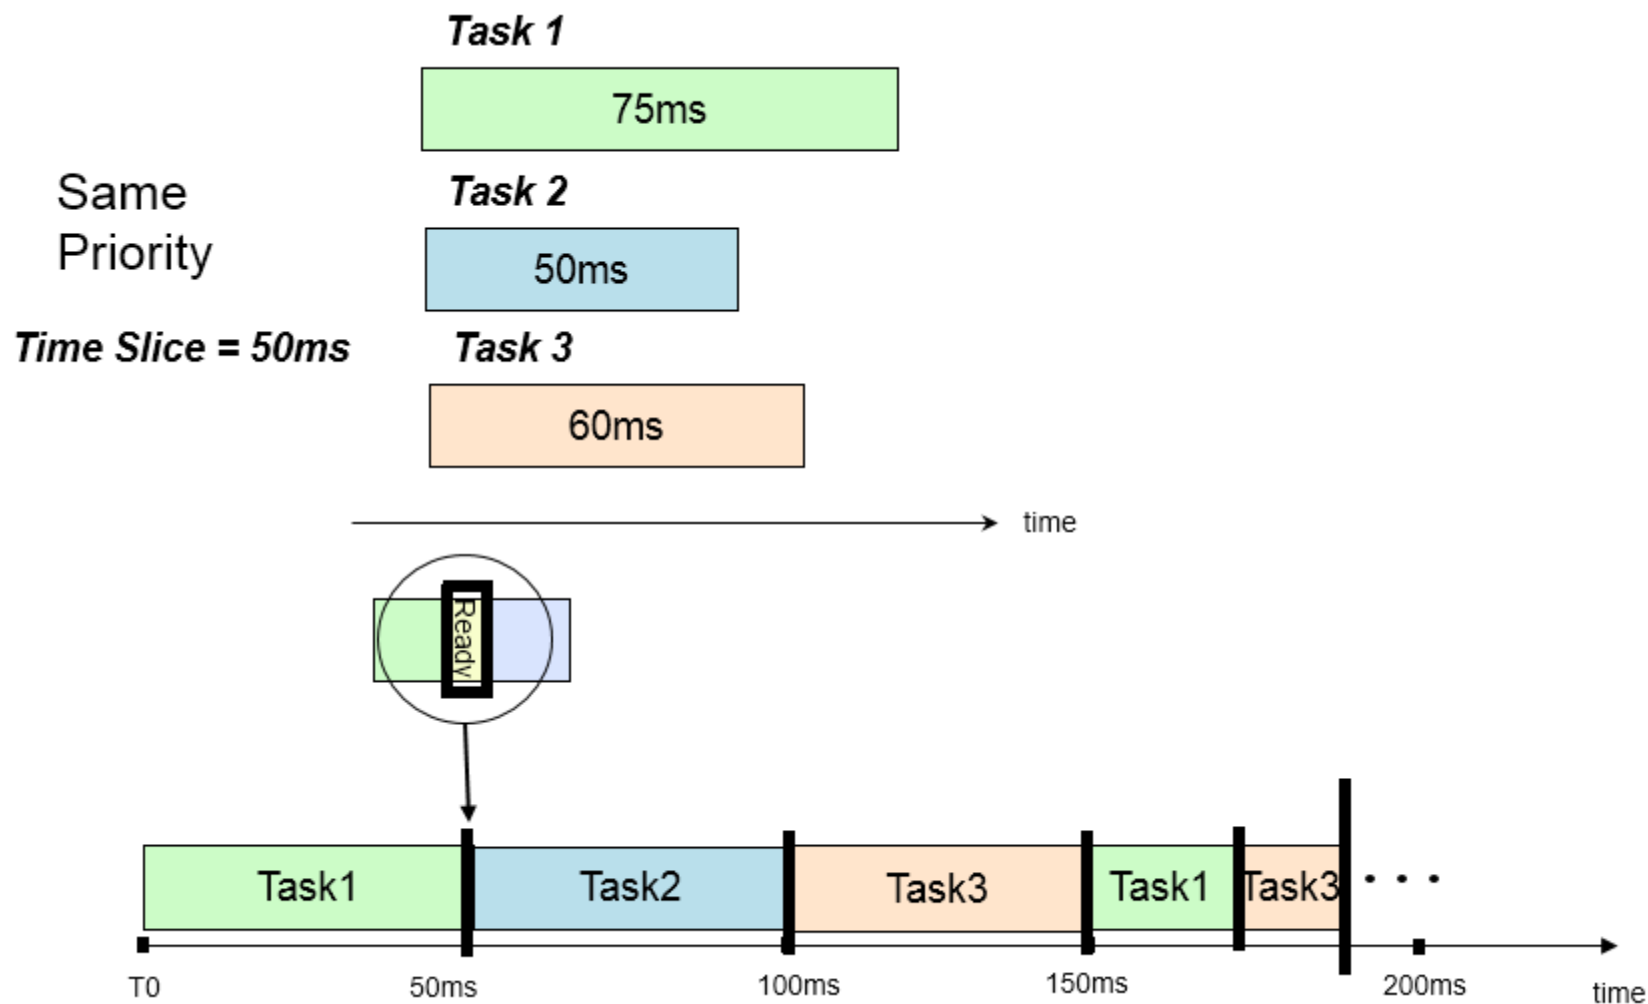 Task 1
75ms
Same
Priority
Task 2
50ms
Time Slice = 50ms
Task 3
60ms
time
Ready
Task1
Task2
Task3
Task1
Task3
. . .
T0
50ms
100ms
150ms
200ms
time